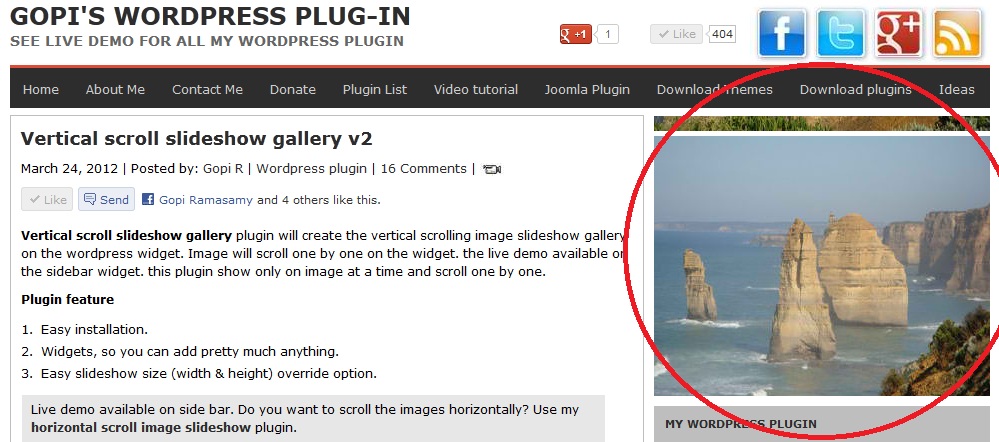 GOPI'S WORDPRESS PLUG-IN
SEE LIVE DEMO FOR ALL MY WORDPRESS PLUGIN
g +1 1
Like 404
f t g+
Home About Me Contact Me Donate Plugin List Video tutorial Joomla Plugin Download Themes Download plugins Ideas
Vertical scroll slideshow gallery v2
March 24, 2012 | Posted by: Gopi R | Wordpress plugin | 16 Comments |
Like Send f Gopi Ramasamy and 4 others like this.
Vertical scroll slideshow gallery plugin will create the vertical scrolling image slideshow gallery
on the wordpress widget. Image will scroll one by one on the widget. the live demo available on
the sidebar widget. this plugin show only on image at a time and scroll one by one.
Plugin feature
1. Easy installation.
2. Widgets, so you can add pretty much anything.
3. Easy slideshow size (width & height) override option.
Live demo available on side bar. Do you want to scroll the images horizontally? Use my
horizontal scroll image slideshow plugin.
MY WORDPRESS PLUGIN